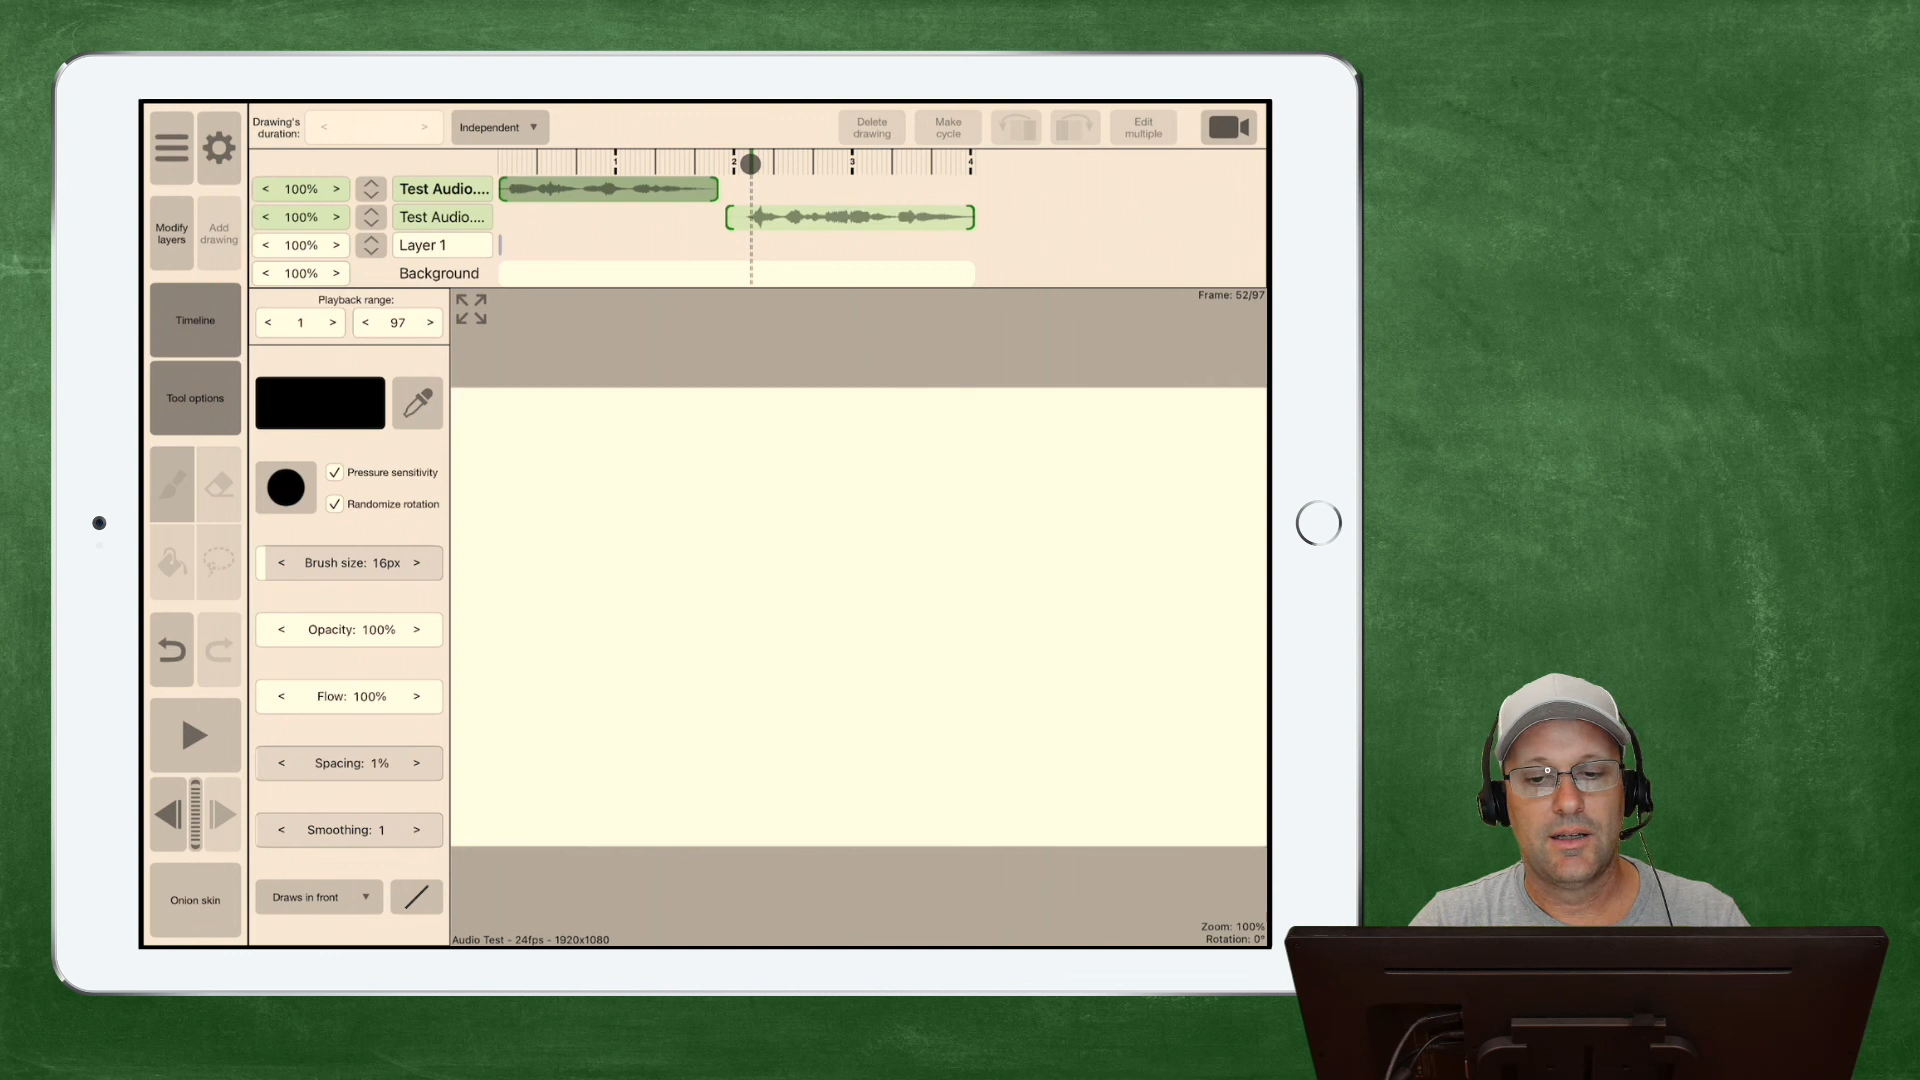 Drawing's
duration:
< >
Independent ▼
Delete
drawing
Make
cycle
Edit
multiple
1 2 3 4
< 100% > Test Audio....
< 100% > Test Audio....
< 100% > Layer 1
< 100% > Background
Modify
layers
Add
drawing
Timeline
Tool options
Onion skin
Playback range:
< 1 > < 97 >
Frame: 52/97
Pressure sensitivity
Randomize rotation
< Brush size: 16px >
< Opacity: 100% >
< Flow: 100% >
< Spacing: 1% >
< Smoothing: 1 >
Draws in front ▼
Audio Test - 24fps - 1920x1080
Zoom: 100%
Rotation: 0°